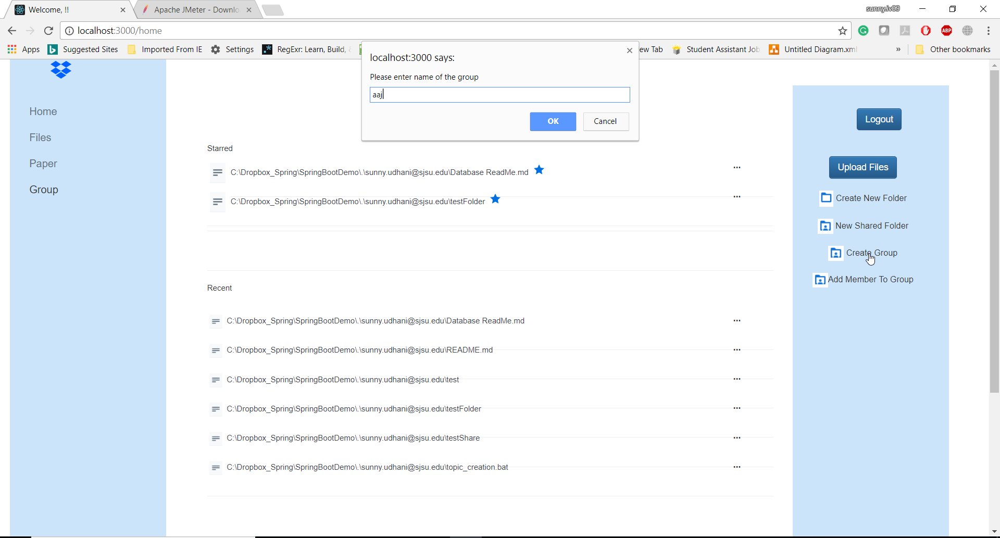 Welcome, !!
Apache JMeter - Downlo
sunny.iv09
localhost:3000/home
Apps
Suggested Sites
Imported From IE
Settings
RegExr: Learn, Build,
ew Tab
Student Assistant Job
Untitled Diagram.xml
»
Other bookmarks
localhost:3000 says:
Please enter name of the group
aaj
OK
Cancel
Home
Files
Paper
Group
Starred
C:\Dropbox_Spring\SpringBootDemo\.\sunny.udhani@sjsu.edu\Database ReadMe.md
...
C:\Dropbox_Spring\SpringBootDemo\.\sunny.udhani@sjsu.edu\testFolder
...
Recent
C:\Dropbox_Spring\SpringBootDemo\.\sunny.udhani@sjsu.edu\Database ReadMe.md
...
C:\Dropbox_Spring\SpringBootDemo\.\sunny.udhani@sjsu.edu\README.md
...
C:\Dropbox_Spring\SpringBootDemo\.\sunny.udhani@sjsu.edu\test
...
C:\Dropbox_Spring\SpringBootDemo\.\sunny.udhani@sjsu.edu\testFolder
...
C:\Dropbox_Spring\SpringBootDemo\.\sunny.udhani@sjsu.edu\testShare
...
C:\Dropbox_Spring\SpringBootDemo\.\sunny.udhani@sjsu.edu\topic_creation.bat
...
Logout
Upload Files
Create New Folder
New Shared Folder
Create Group
Add Member To Group
ABP